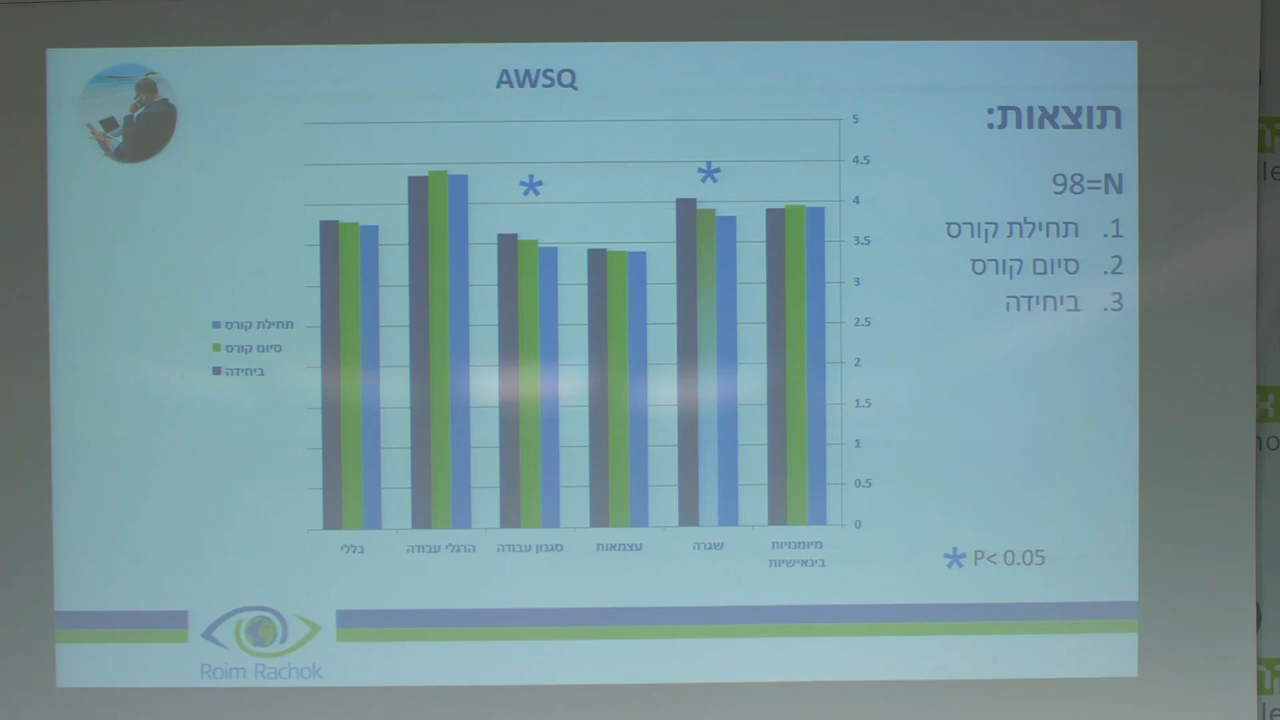 AWSQ
תוצאות:
98=N
1. תחילת קורס
2. סיום קורס
3. ביחידה
5
4.5
4
3.5
3
2.5
2
1.5
1
0.5
0
תחילת קורס
סיום קורס
ביחידה
מיומנויות בינאישיות
שגרה
עצמאות
סגנון עבודה
הרגלי עבודה
כללי
* P< 0.05
Roim Rachok